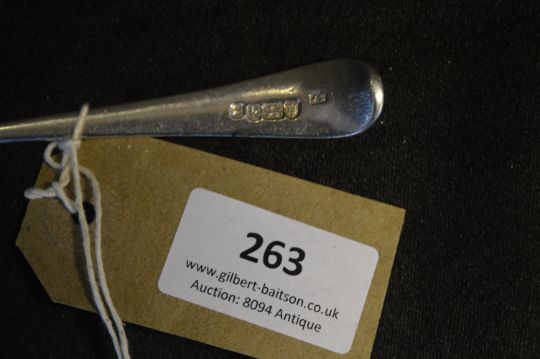 263
www.gilbert-baitson.co.uk
Auction: 8094 Antique